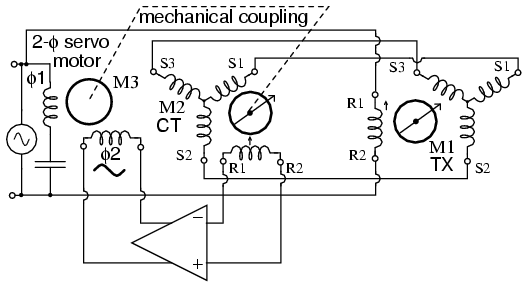 mechanical coupling
2-ϕ servo
motor
ϕ1
M3
S3
S1
S3
S1
M2
CT
R1
M1
TX
ϕ2
S2
R1
R2
R2
S2
−
+